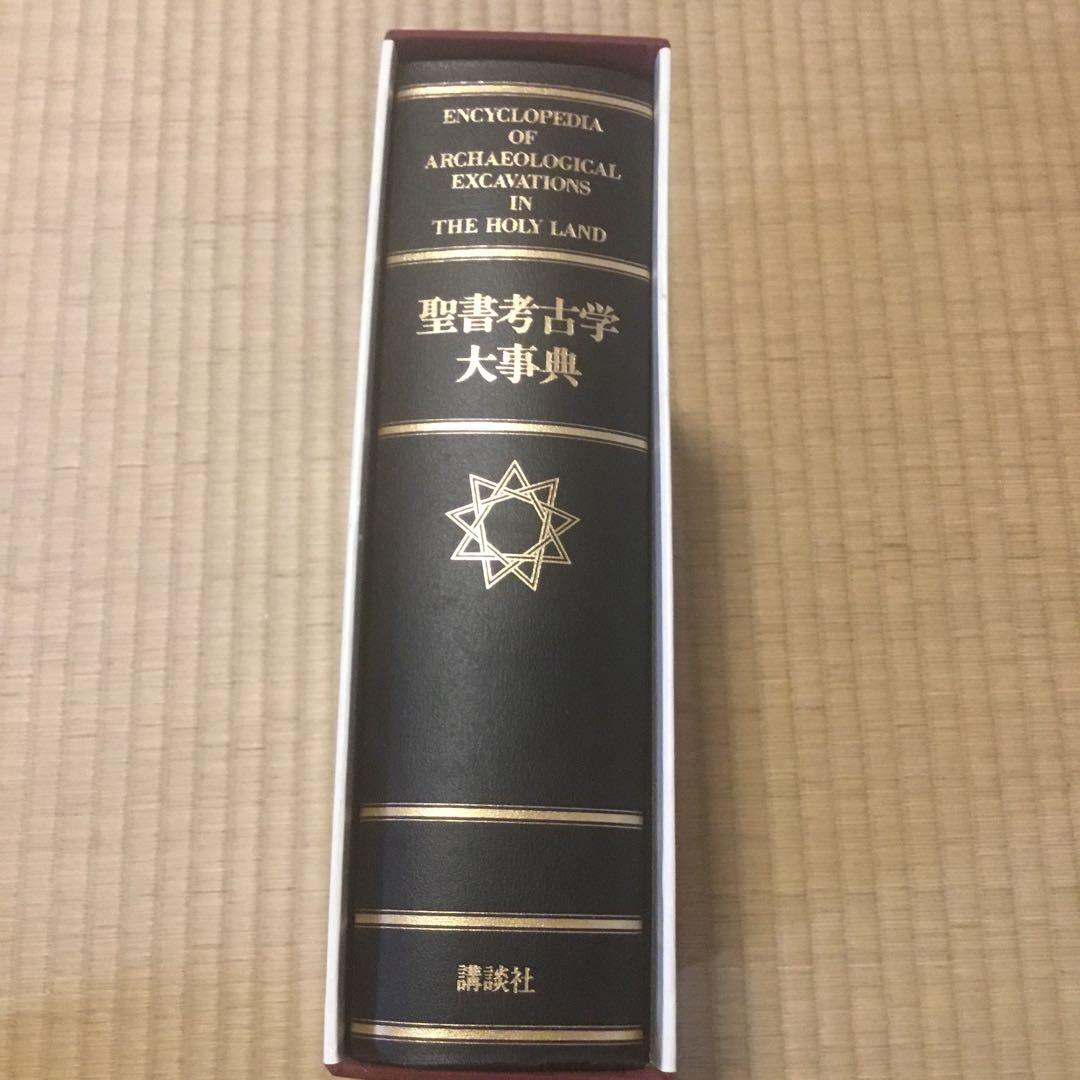 ENCYCLOPEDIA
OF
ARCHAEOLOGICAL
EXCAVATIONS
IN
THE HOLY LAND
聖書考古学
大事典
講談社